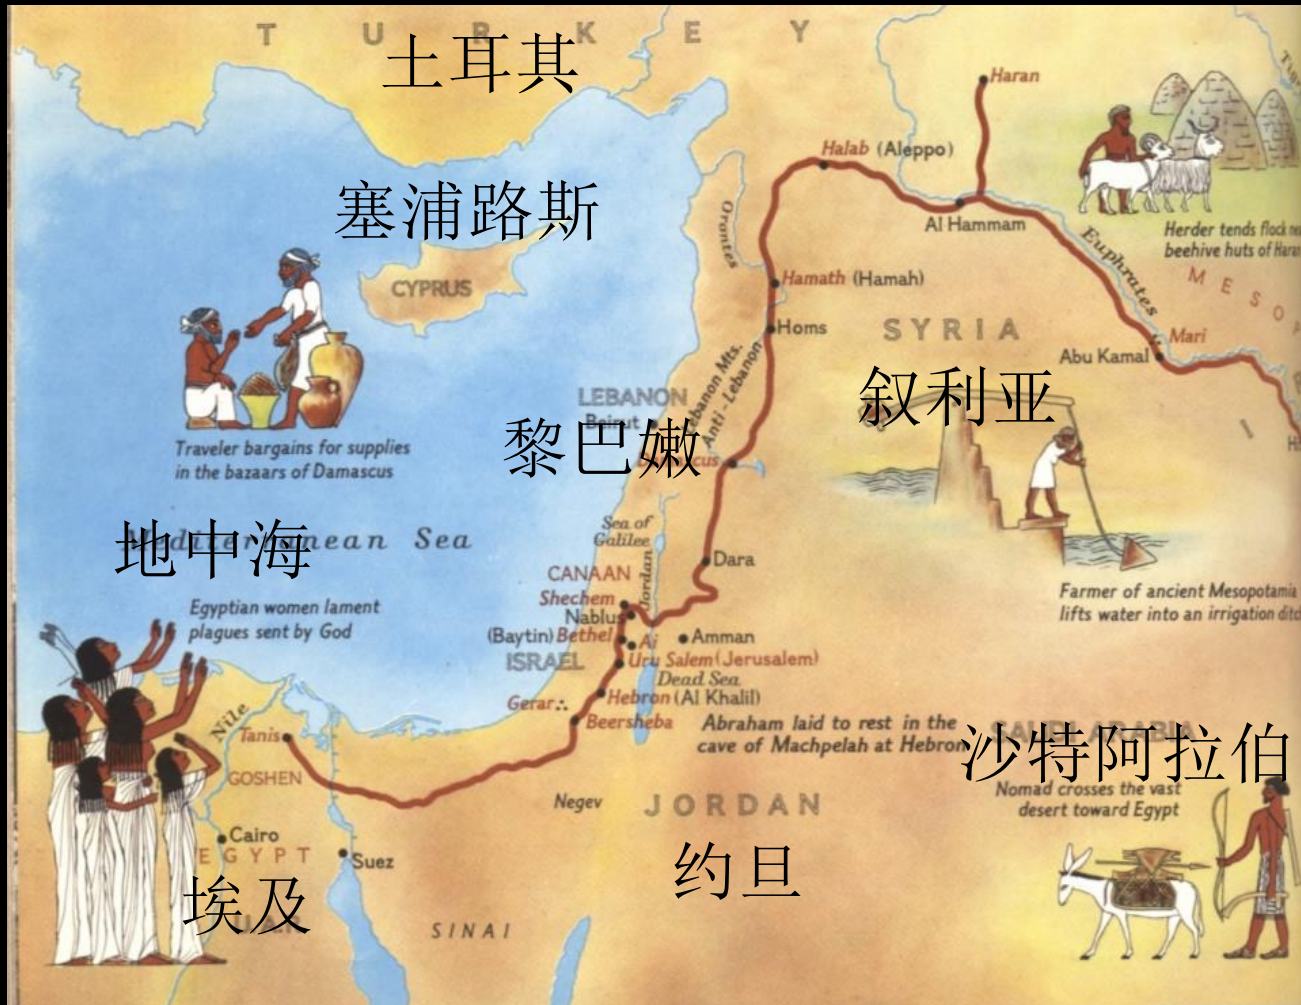 TURKEY
土耳其
Haran
Halab (Aleppo)
塞浦路斯
Orontes
Al Hammam
Euphrates
Herder tends flock
beehive huts of
CYPRUS
Hamath (Hamah)
Homs
SYRIA
Mari
Abu Kamal
Lebanon Mts.
Anti-Lebanon
LEBANON
Beirut
叙利亚
黎巴嫩
Traveler bargains for supplies
in the bazaars of Damascus
地中海
Mediterranean Sea
Sea of
Galilee
Jordan
Dara
CANAAN
Shechem
Nablus
Egyptian women lament
plagues sent by God
(Baytin) Bethel
Ai
Amman
Farmer of ancient Mesopotamia
lifts water into an irrigation
ISRAEL
Uru Salem (Jerusalem)
Dead Sea
Gerar
Hebron (Al Khalil)
Beersheba
Abraham laid to rest in the
cave of Machpelah at Hebron
SAUDI ARABIA
沙特阿拉伯
Nile
Tanis
GOSHEN
Nomad crosses the vast
desert toward Egypt
Negev
JORDAN
约旦
Cairo
EGYPT
Suez
埃及
SINAI